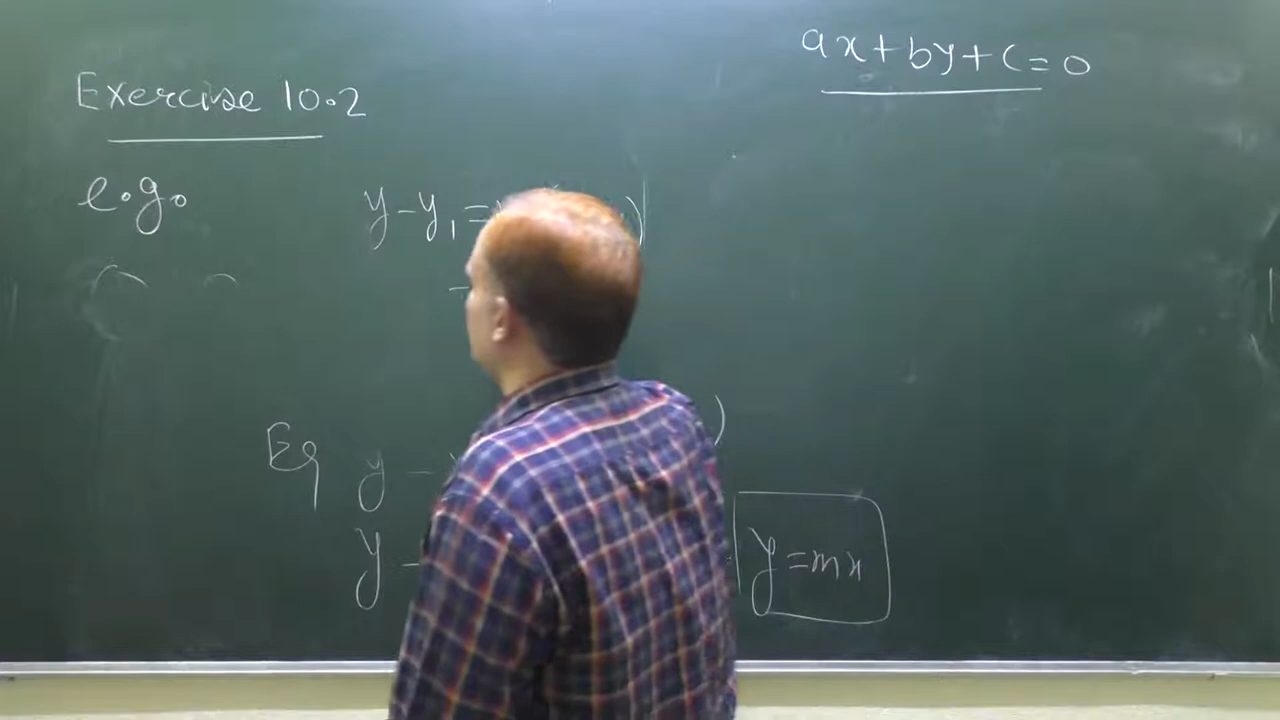 ax+by+c=0
Exercise 10.2
e.g.
y-y₁=
Eq y -
y -
y=mx